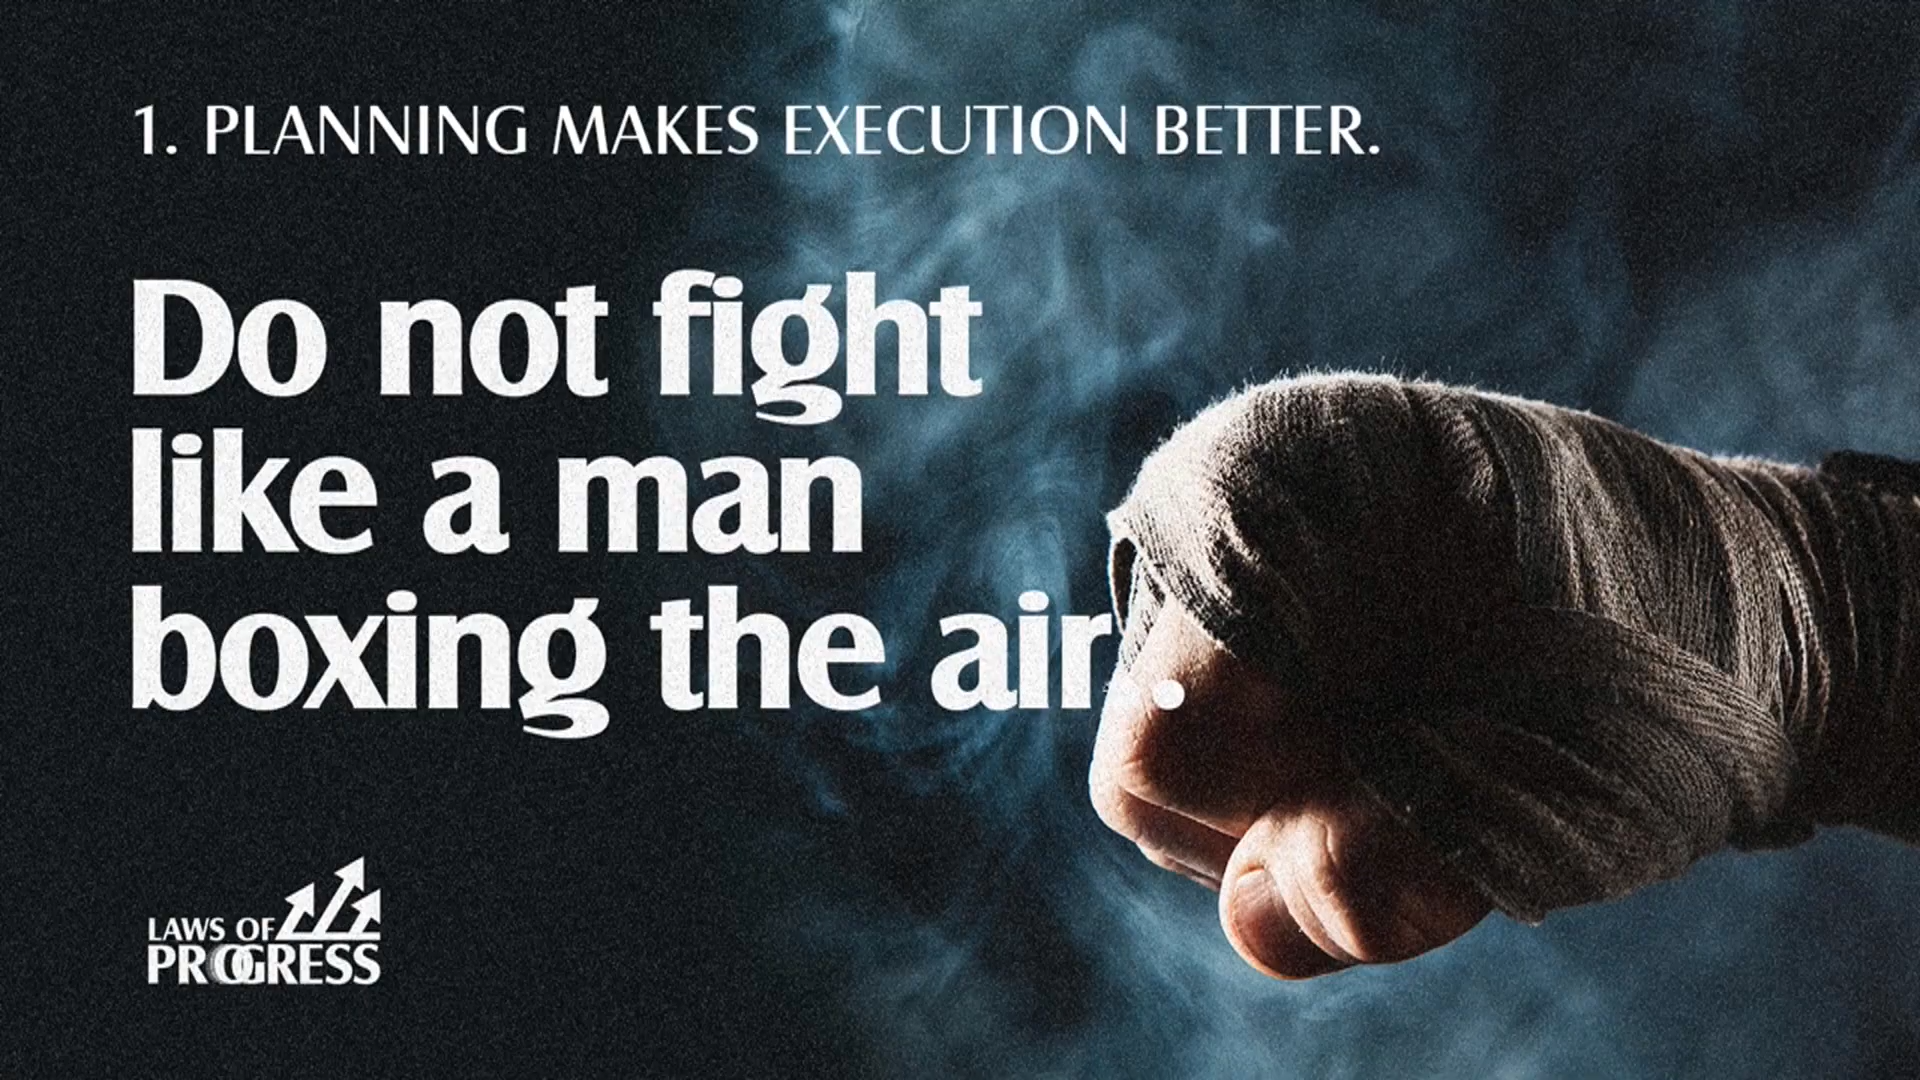 1. PLANNING MAKES EXECUTION BETTER.
Do not fight
like a man
boxing the air.
LAWS OF
PROGRESS